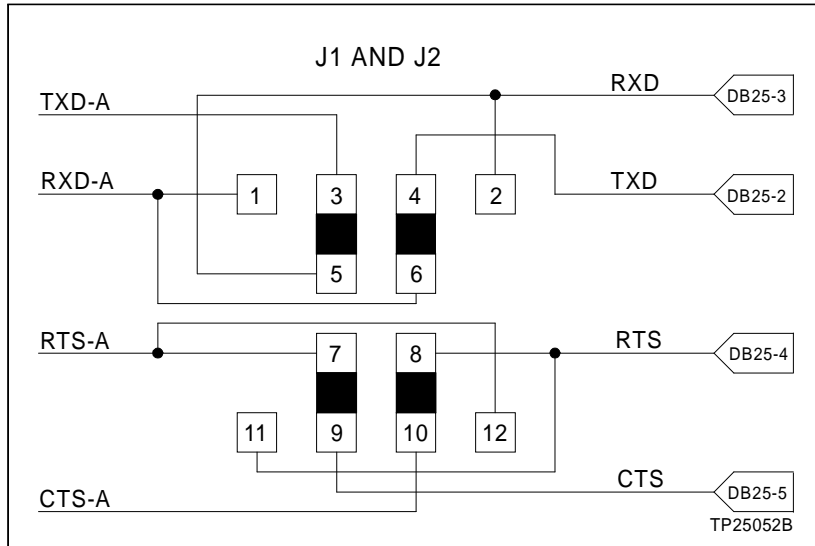 J1 AND J2
TXD-A
RXD
DB25-3
RXD-A
1
3
4
2
TXD
DB25-2
5
6
RTS-A
7
8
RTS
DB25-4
11
9
10
12
CTS-A
CTS
DB25-5
TP25052B